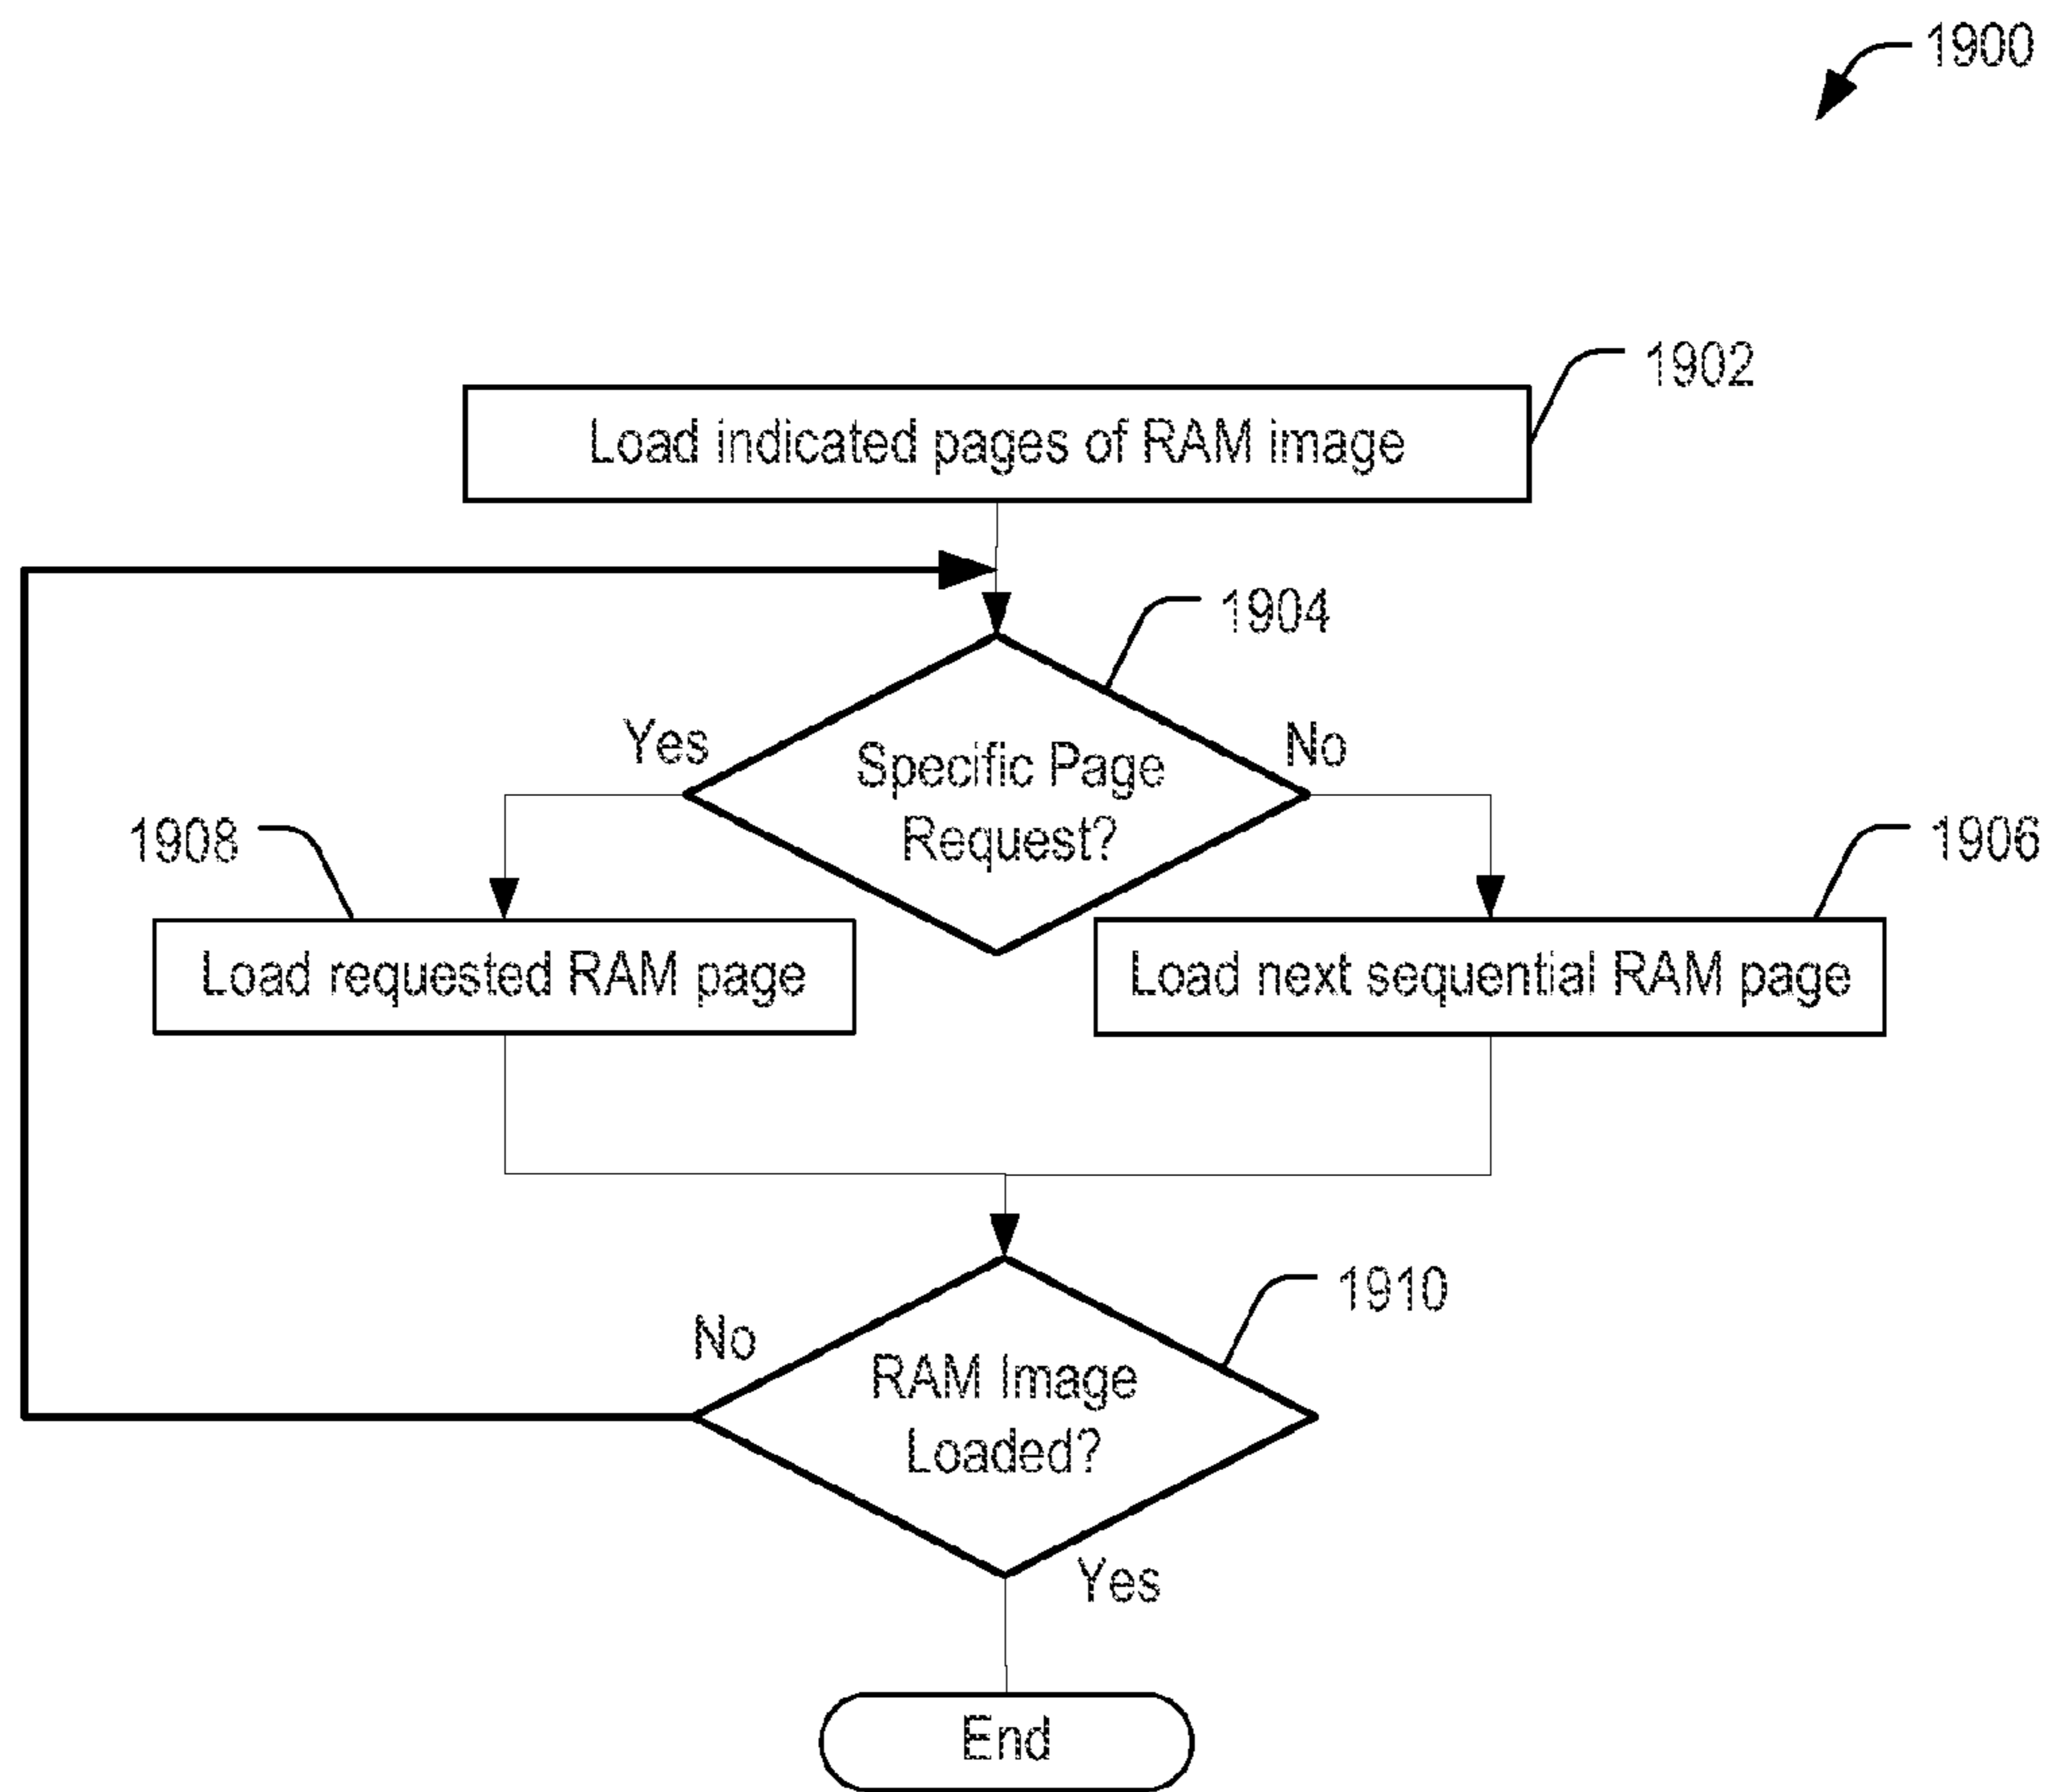 1900
1902
Load indicated pages of RAM image
1904
Yes
No
Specific Page
Request?
1908
1906
Load requested RAM page
Load next sequential RAM page
1910
No
RAM Image
Loaded?
Yes
End